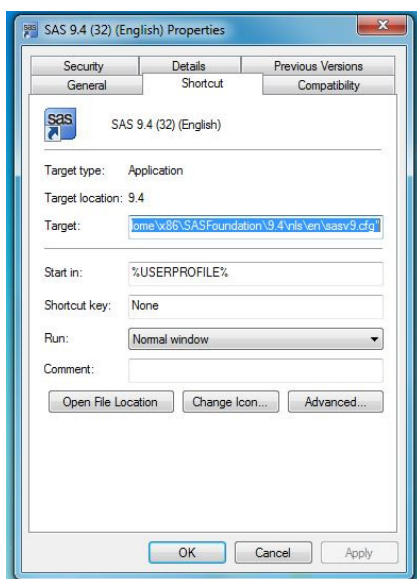 SAS 9.4 (32) (English) Properties
Security Details Previous Versions
General Shortcut Compatibility
sas
SAS 9.4 (32) (English)
Target type: Application
Target location: 9.4
Target: ome\x86\SASFoundation\9.4\nls\en\sasv9.cfg"
Start in: %USERPROFILE%
Shortcut key: None
Run: Normal window
Comment:
Open File Location Change Icon... Advanced...
OK Cancel Apply